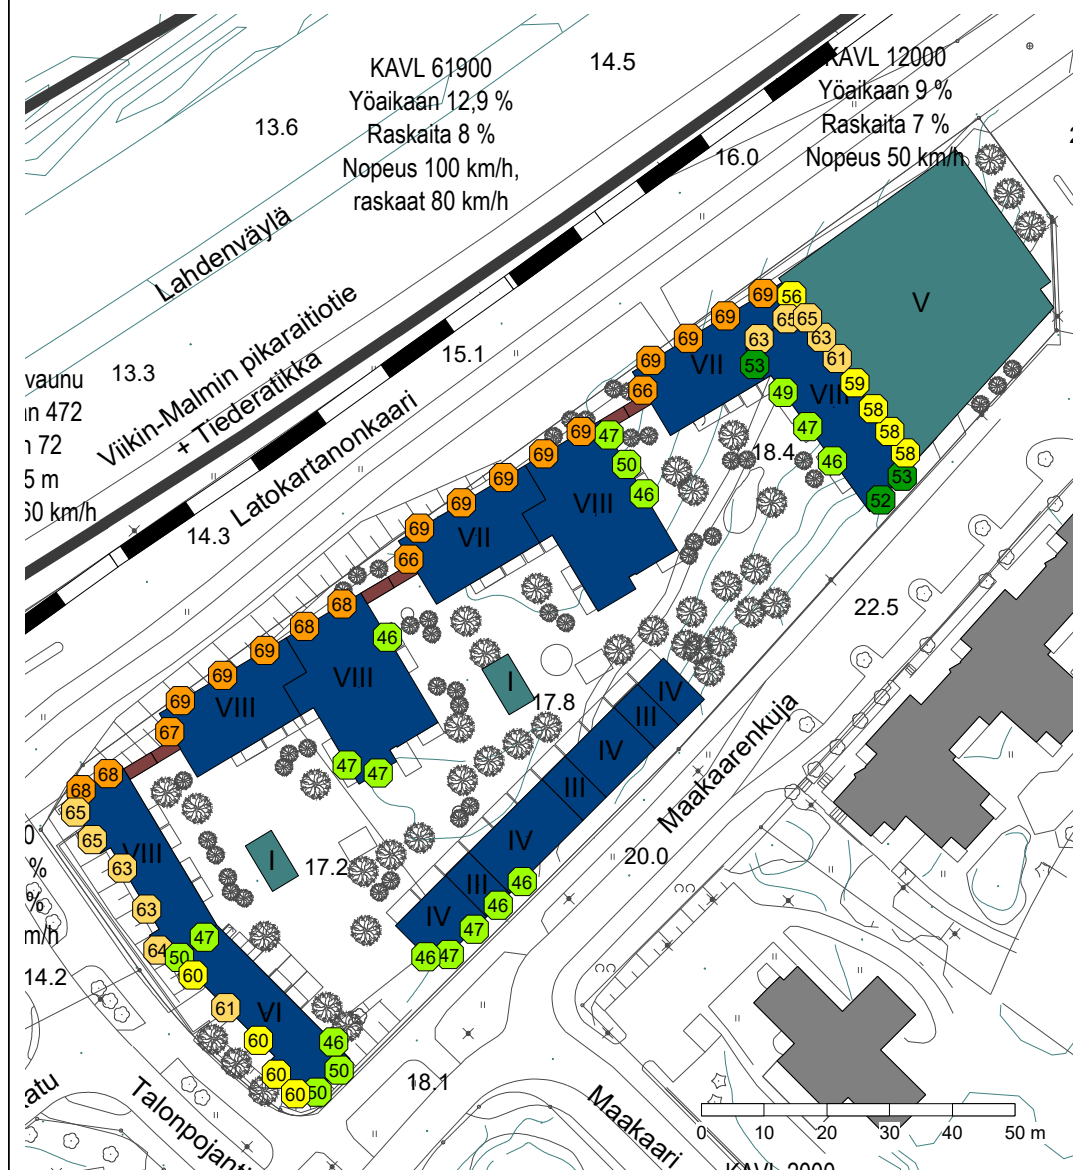 KAVL 61900
Yöaikaan 12,9 %
Raskaita 8 %
Nopeus 100 km/h,
raskaat 80 km/h
14.5
KAVL 12000
Yöaikaan 9 %
Raskaita 7 %
Nopeus 50 km/h
13.6
16.0
Lahdenväylä
Viikin-Malmin pikaraitiotie
+ Tiederatikka
Latokartanonkaari
13.3
15.1
14.3
vaunu
n 472
n 72
5 m
60 km/h
V
69
56
69
65
65
69
63
63
69
61
53
VII
66
59
49
VIII
58
47
58
58
46
53
52
18.4
69
47
69
50
69
46
69
VIII
69
VII
66
22.5
68
46
68
69
VIII
69
VIII
69
67
47
47
I
17.8
IV
III
IV
III
IV
III
IV
46
46
47
47
46
Maakaarenkuja
20.0
68
68
65
65
VIII
63
63
64
50
47
60
61
VI
60
46
60
50
60
50
I
17.2
0
%
%
m/h
14.2
18.1
atu
Talonpojanti
Maakaari
0 10 20 30 40 50 m
KAVL 2000